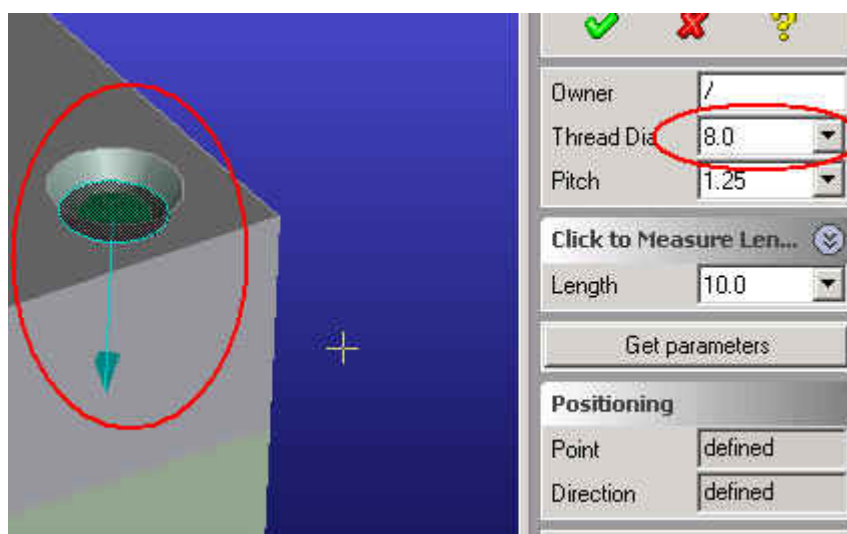 Owner /
Thread Dia 8.0
Pitch 1.25
Click to Measure Len...
Length 10.0
Get parameters
Positioning
Point defined
Direction defined